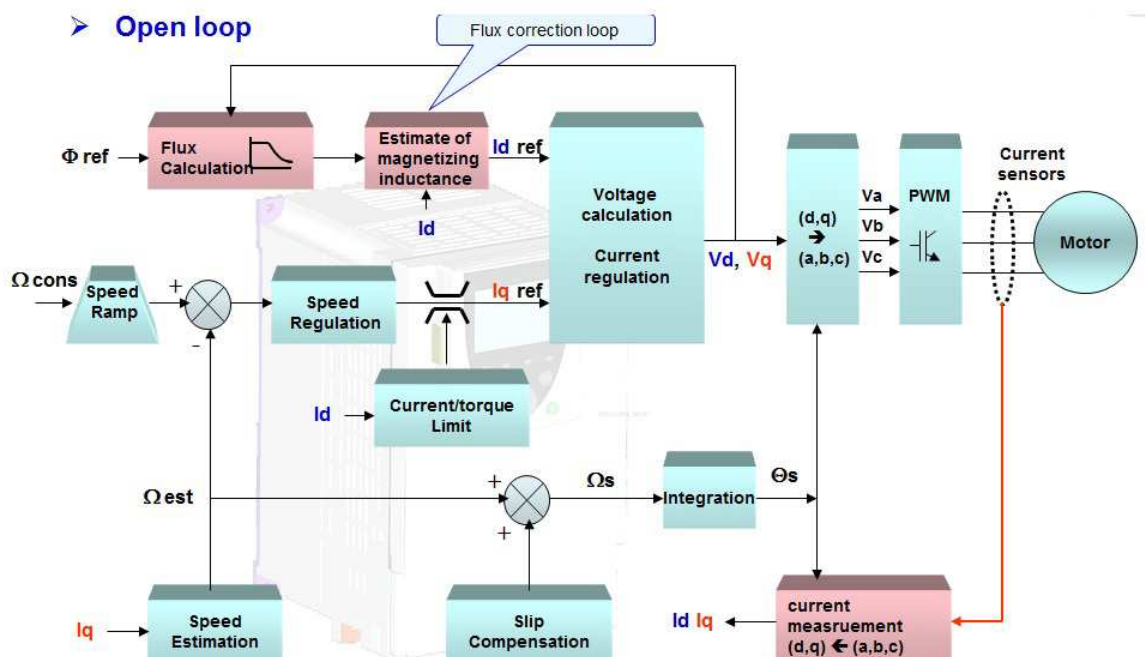 ➤ Open loop
Flux correction loop
Φ ref
Flux
Calculation
Estimate of
magnetizing
inductance
Id
Id ref
Voltage
calculation
Current
regulation
Vd, Vq
(d,q)
➔
(a,b,c)
Va
Vb
Vc
PWM
Current
sensors
Motor
Ω cons
Speed
Ramp
+
-
Speed
Regulation
Iq ref
Id
Current/torque
Limit
Ω est
+
+
Ωs
Integration
Θs
Iq
Speed
Estimation
Slip
Compensation
Id Iq
current
measruement
(d,q) ← (a,b,c)